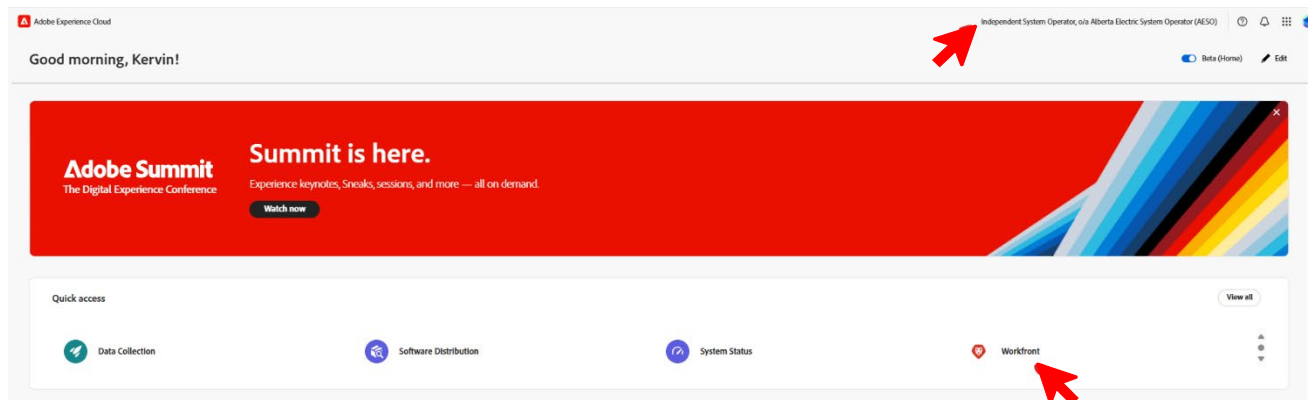 Adobe Experience Cloud
Independent System Operator, o/a Alberta Electric System Operator (AESO)
Good morning, Kervin!
Beta (Home)
Edit
Adobe Summit
The Digital Experience Conference
Summit is here.
Experience keynotes, Sneaks, sessions, and more — all on demand.
Watch now
Quick access
View all
Data Collection
Software Distribution
System Status
Workfront